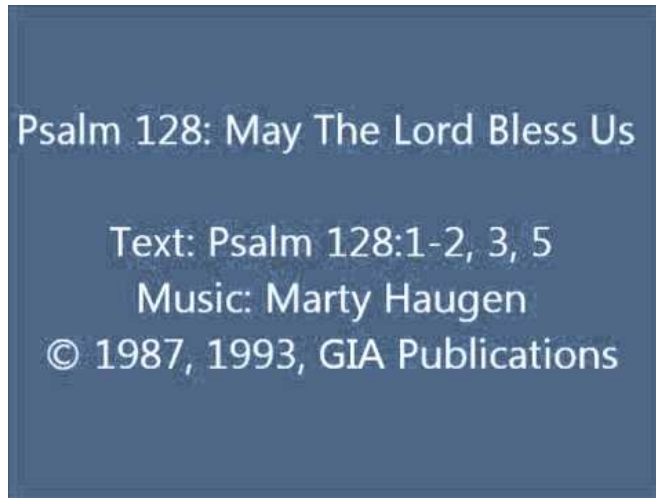 Psalm 128: May The Lord Bless Us
Text: Psalm 128:1-2, 3, 5
Music: Marty Haugen
© 1987, 1993, GIA Publications